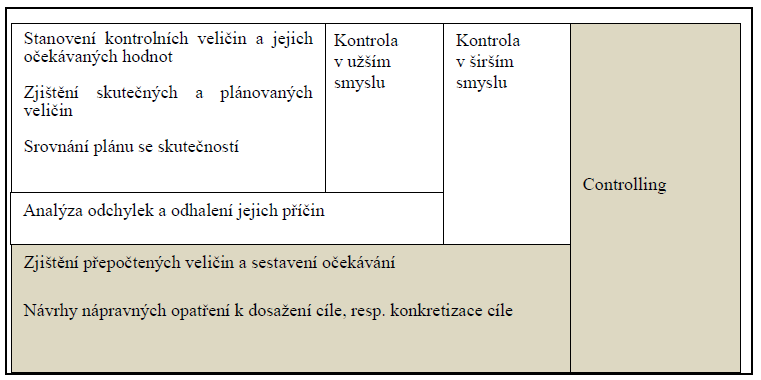 Stanovení kontrolních veličin a jejich
očekávaných hodnot
Zjištění skutečných a plánovaných
veličin
Srovnání plánu se skutečností
Kontrola
v užším
smyslu
Kontrola
v širším
smyslu
Controlling
Analýza odchylek a odhalení jejich příčin
Zjištění přepočtených veličin a sestavení očekávání
Návrhy nápravných opatření k dosažení cíle, resp. konkretizace cíle